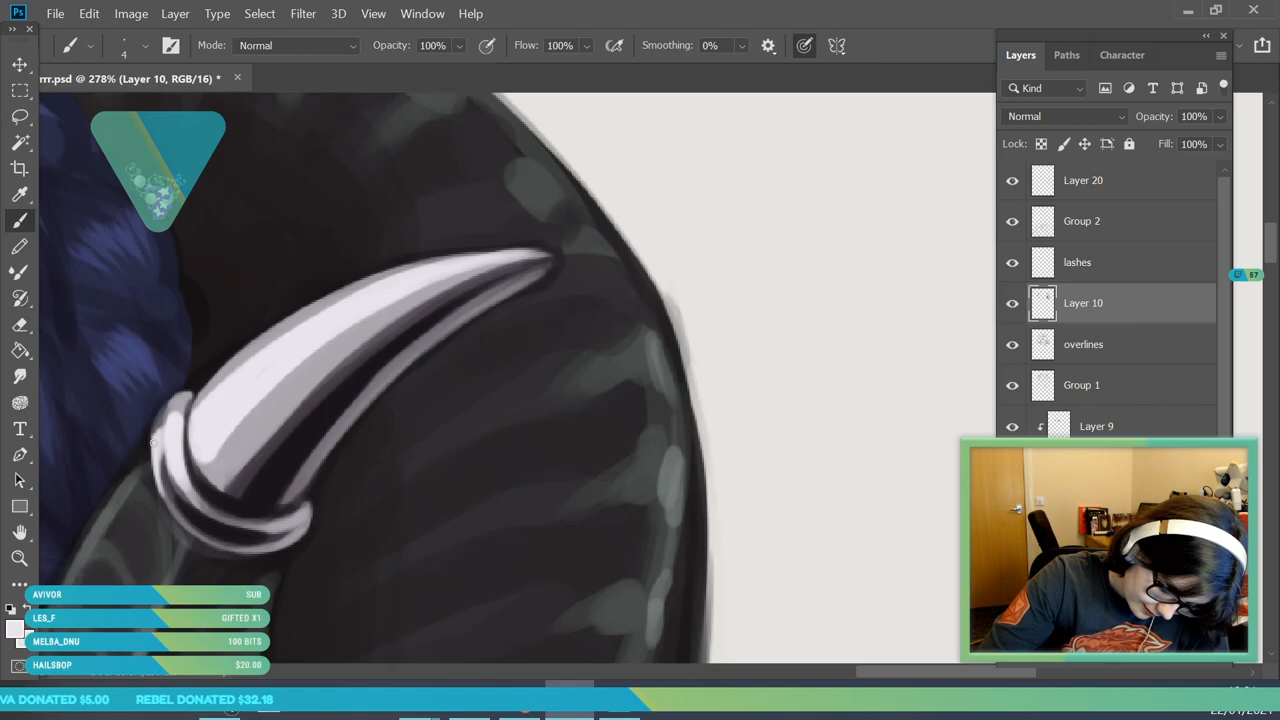 Ps File Edit Image Layer Type Select Filter 3D View Window Help
4 Mode: Normal Opacity: 100% Flow: 100% Smoothing: 0%
rrr.psd @ 278% (Layer 10, RGB/16) *
Layers Paths Character
Kind
Normal Opacity: 100%
Lock: Fill: 100%
Layer 20
Group 2
lashes
57
Layer 10
overlines
Group 1
Layer 9
AVIVOR SUB
LES_F GIFTED X1
MELBA_DNU 100 BITS
HAILSBOP $20.00
VA DONATED $5.00 REBEL DONATED $32.18